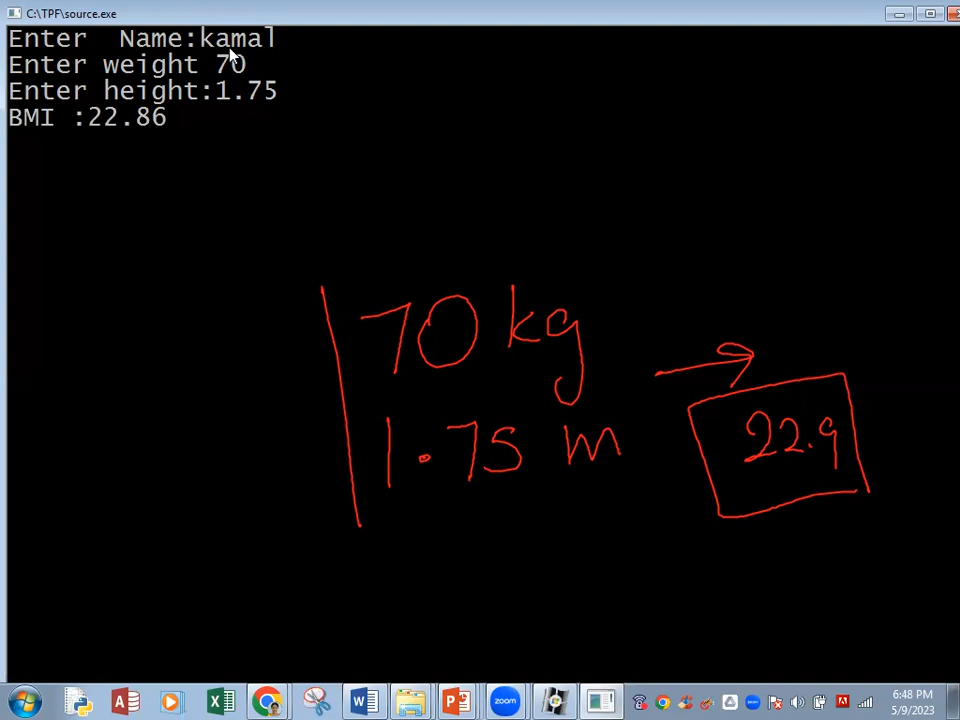 C:\TPF\source.exe
Enter  Name:kamal
Enter weight 70
Enter height:1.75
BMI :22.86
70 kg
1.75 m
22.9
zoom
6:48 PM
5/9/2023